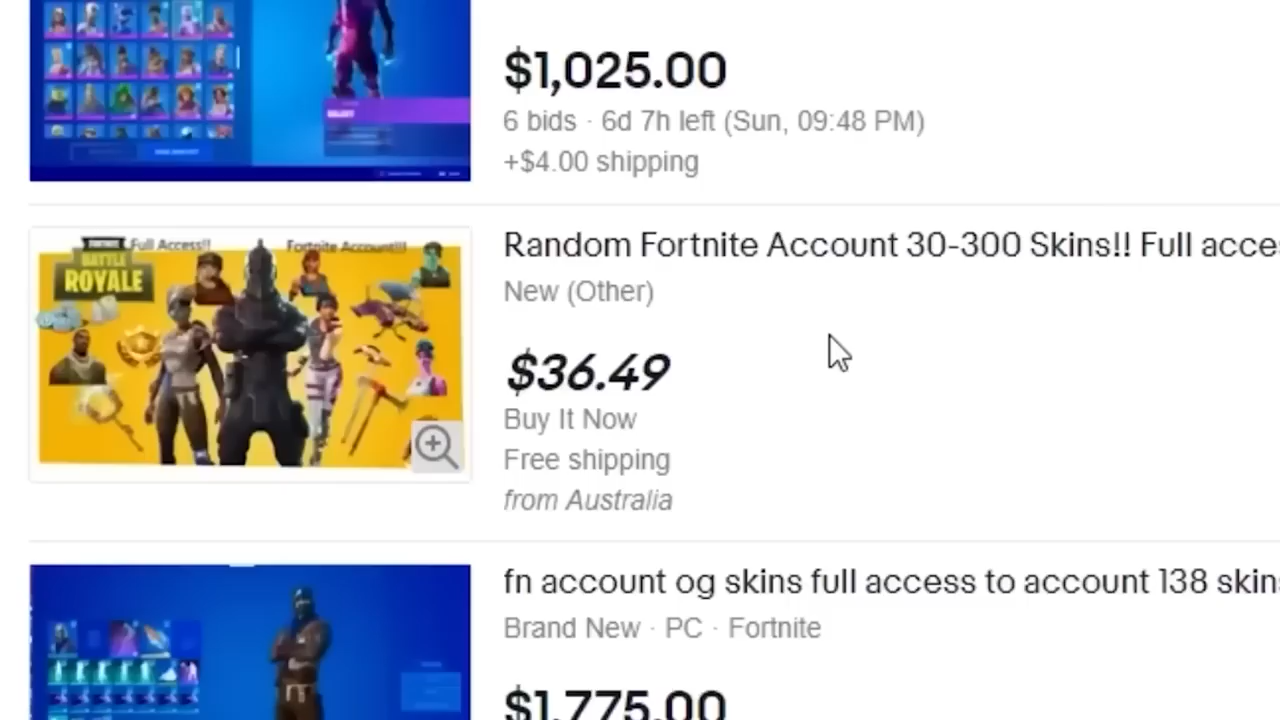 $1,025.00
6 bids · 6d 7h left (Sun, 09:48 PM)
+$4.00 shipping
Full Access!!
Fortnite Account!!!
BATTLE
ROYALE
Random Fortnite Account 30-300 Skins!! Full acce
New (Other)
$36.49
Buy It Now
Free shipping
from Australia
fn account og skins full access to account 138 skin
Brand New · PC · Fortnite
$1,775.00